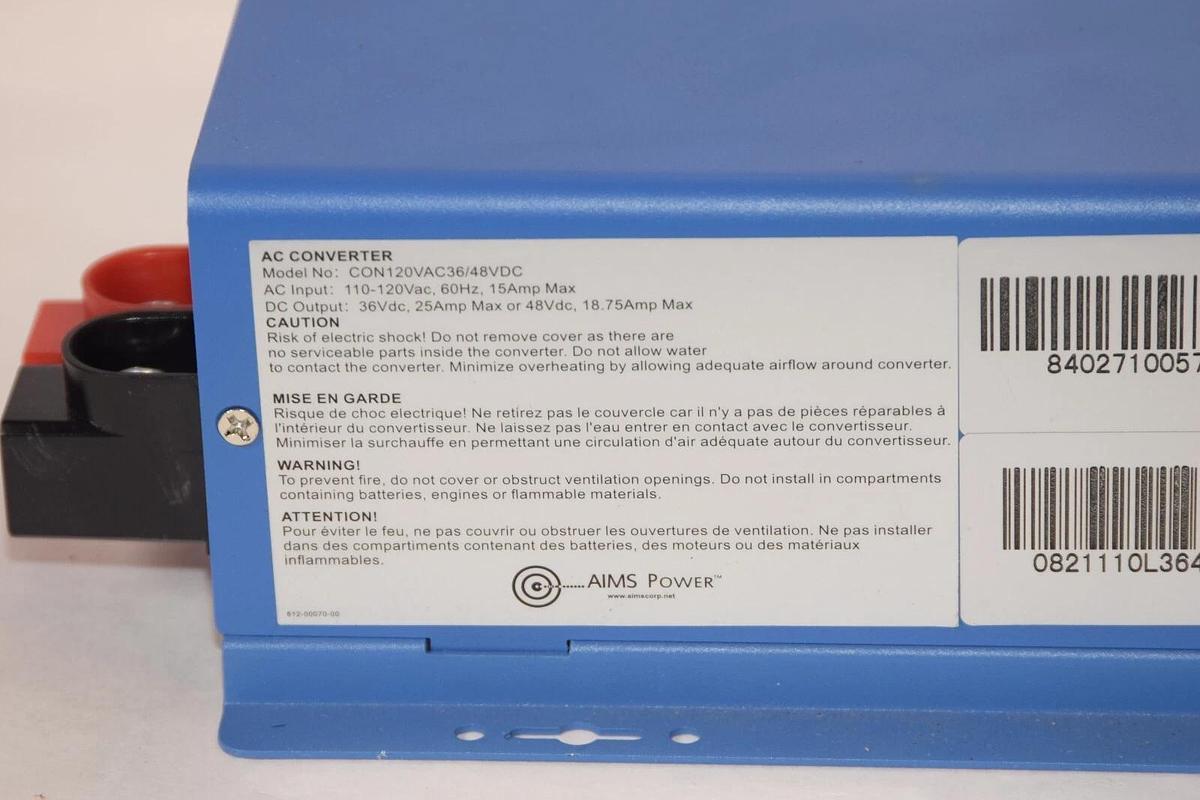 AC CONVERTER
Model No: CON120VAC36/48VDC
AC Input: 110-120Vac, 60Hz, 15Amp Max
DC Output: 36Vdc, 25Amp Max or 48Vdc, 18.75Amp Max
CAUTION
Risk of electric shock! Do not remove cover as there are
no serviceable parts inside the converter. Do not allow water
to contact the converter. Minimize overheating by allowing adequate airflow around converter.
MISE EN GARDE
Risque de choc electrique! Ne retirez pas le couvercle car il n'y a pas de pièces réparables à
l'intérieur du convertisseur. Ne laissez pas l'eau entrer en contact avec le convertisseur.
Minimiser la surchauffe en permettant une circulation d'air adéquate autour du convertisseur.
WARNING!
To prevent fire, do not cover or obstruct ventilation openings. Do not install in compartments
containing batteries, engines or flammable materials.
ATTENTION!
Pour éviter le feu, ne pas couvrir ou obstruer les ouvertures de ventilation. Ne pas installer
dans des compartiments contenant des batteries, des moteurs ou des matériaux
inflammables.
AIMS POWER™
www.aimscorp.net
612-00070-00
8402710057
0821110L364